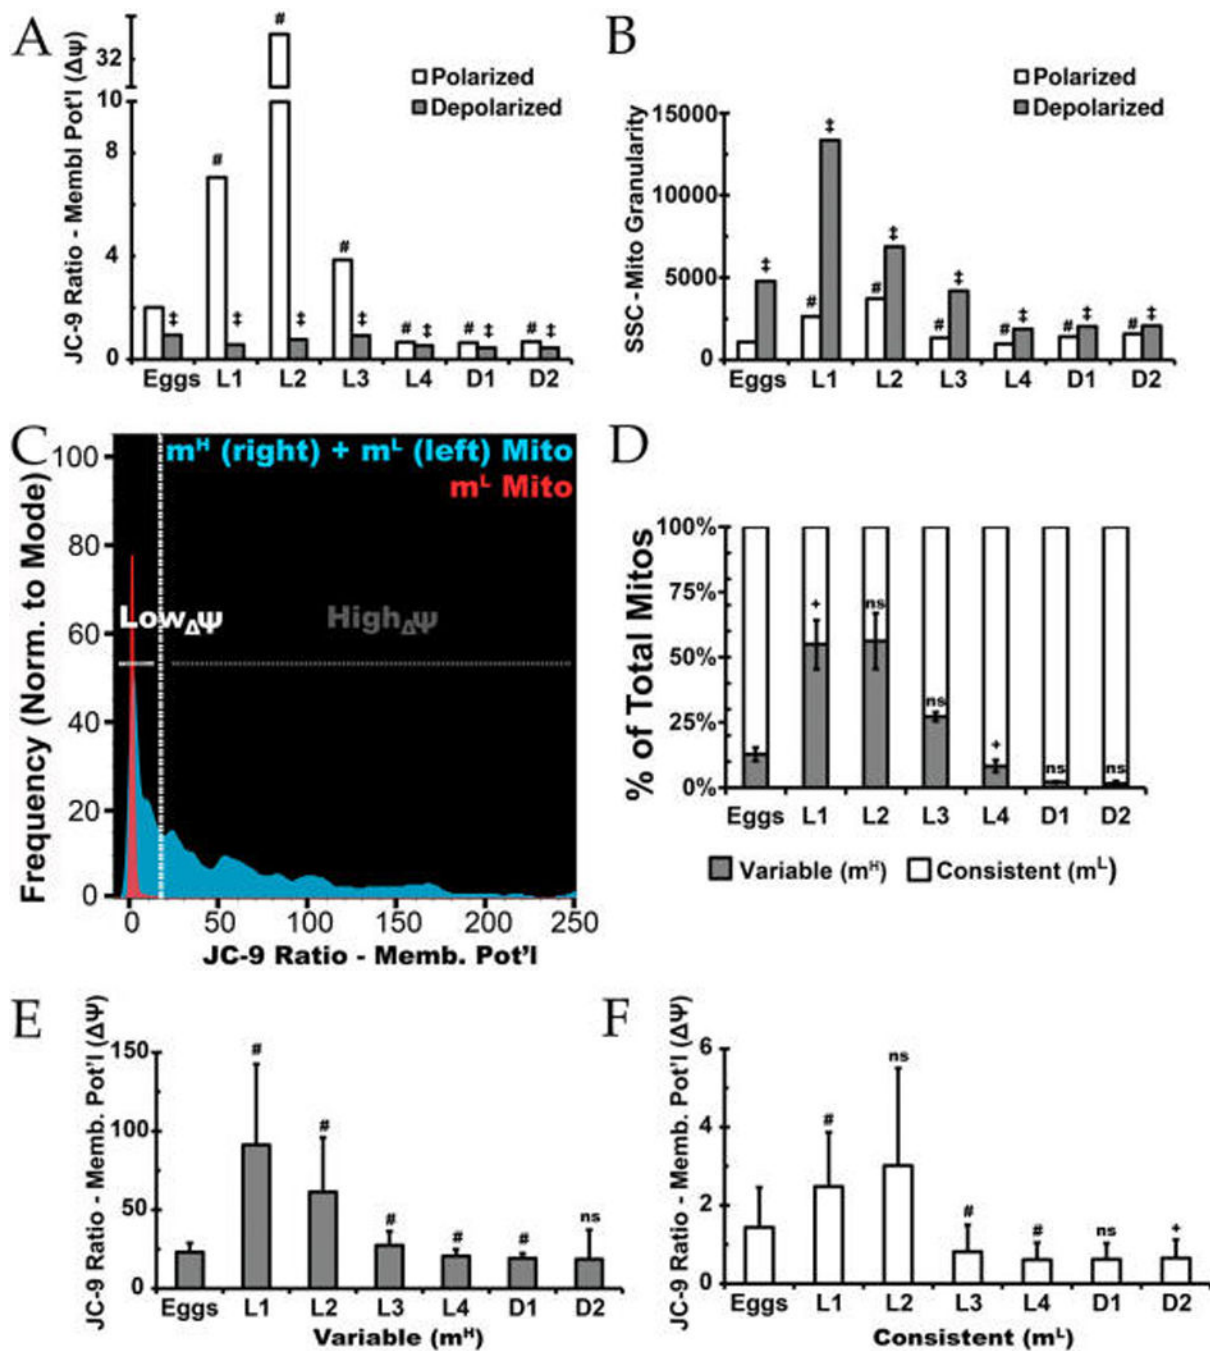 A
JC-9 Ratio - Membl Pot'l (ΔΨ)
32
10
8
4
0
# # # # # # #
‡ ‡ ‡ ‡ ‡ ‡ ‡
Polarized
Depolarized
Eggs L1 L2 L3 L4 D1 D2
B
SSC-Mito Granularity
15000
10000
5000
0
‡ ‡ ‡ ‡ ‡ ‡ ‡
# # # # # #
Polarized
Depolarized
Eggs L1 L2 L3 L4 D1 D2
C
Frequency (Norm. to Mode)
100
80
60
40
20
0
mᴴ (right) + mᴸ (left) Mito
mᴸ Mito
LowΔΨ HighΔΨ
0 50 100 150 200 250
JC-9 Ratio - Memb. Pot'l
D
% of Total Mitos
100%
75%
50%
25%
0%
+ ns ns + ns ns
Eggs L1 L2 L3 L4 D1 D2
Variable (mᴴ) Consistent (mᴸ)
E
JC-9 Ratio - Memb. Pot'l (ΔΨ)
150
100
50
0
# # # # # ns
Eggs L1 L2 L3 L4 D1 D2
Variable (mᴴ)
F
JC-9 Ratio - Memb. Pot'l (ΔΨ)
6
4
2
0
# ns # # ns +
Eggs L1 L2 L3 L4 D1 D2
Consistent (mᴸ)